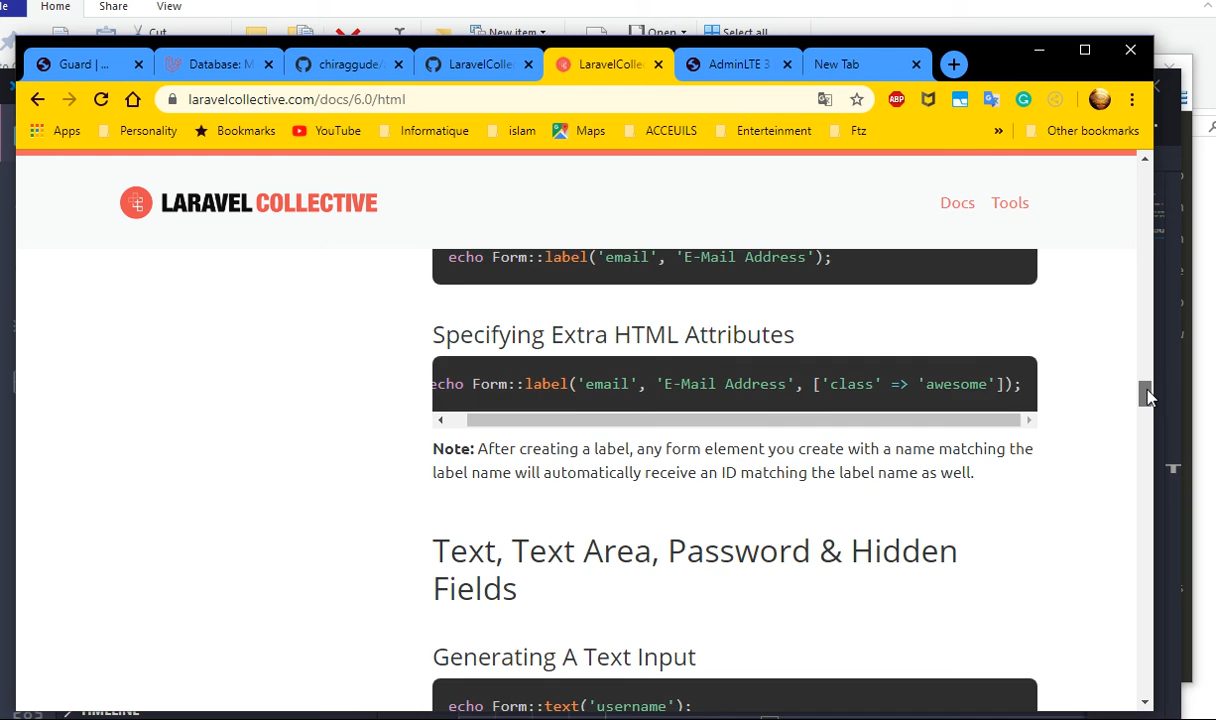 Home Share View
Cut New item Open Select all
Guard | ... Database: M chiraggude/ LaravelColle LaravelColle AdminLTE 3 New Tab
laravelcollective.com/docs/6.0/html
Apps Personality Bookmarks YouTube Informatique islam Maps ACCEUILS Enterteinment Ftz » Other bookmarks
LARAVEL COLLECTIVE Docs Tools
echo Form::label('email', 'E-Mail Address');
Specifying Extra HTML Attributes
echo Form::label('email', 'E-Mail Address', ['class' => 'awesome']);
Note: After creating a label, any form element you create with a name matching the
label name will automatically receive an ID matching the label name as well.
Text, Text Area, Password & Hidden
Fields
Generating A Text Input
echo Form::text('username');
TIMELINE